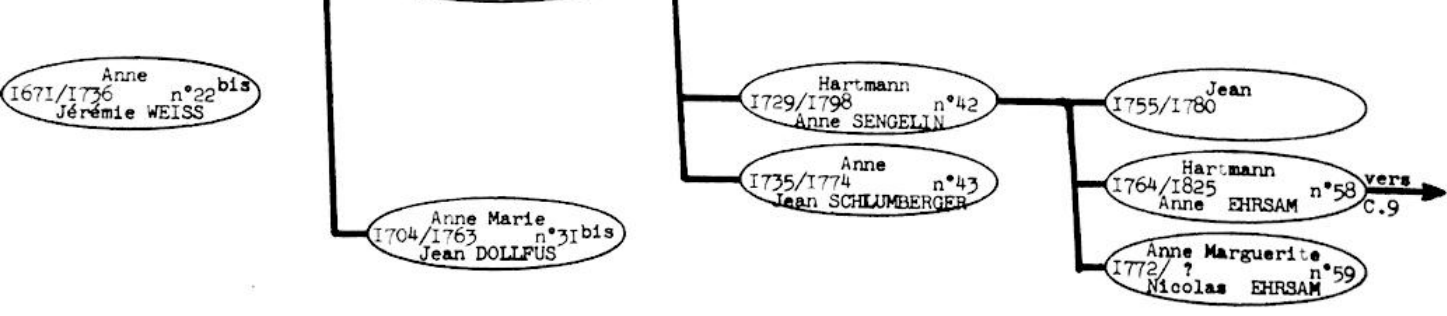 Anne
I67I/I736 n°22bis
Jérémie WEISS
Anne Marie
I704/I763 n°3Ibis
Jean DOLLFUS
Hartmann
I729/I798 n°42
Anne SENGELIN
Anne
I735/I774 n°43
Jean SCHLUMBERGER
Jean
I755/I780
Hartmann
I764/I825 n°58
Anne EHRSAM
vers
C.9
Anne Marguerite
I772/ ? n°59
Nicolas EHRSAM